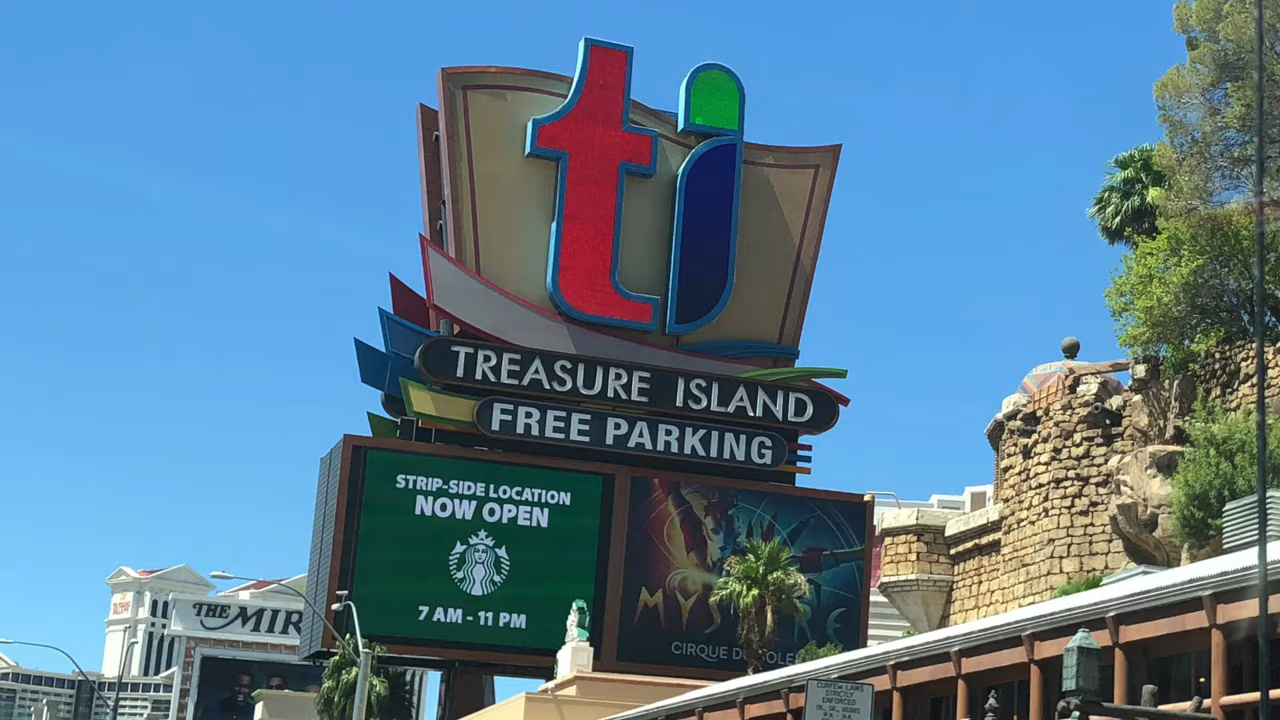 ti
TREASURE ISLAND
FREE PARKING
STRIP-SIDE LOCATION
NOW OPEN
7 AM - 11 PM
CIRQUE DU SOLEIL
THE MIR
CURFEW LAWS
STRICTLY
ENFORCED